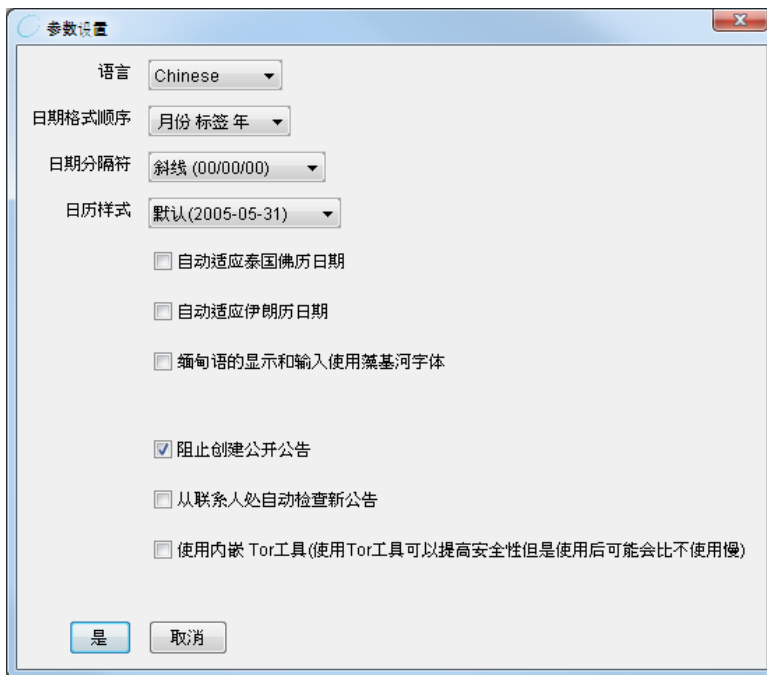 参数设置
语言 Chinese
日期格式顺序 月份 标签 年
日期分隔符 斜线 (00/00/00)
日历样式 默认(2005-05-31)
自动适应泰国佛历日期
自动适应伊朗历日期
缅甸语的显示和输入使用藻基河字体
阻止创建公开公告
从联系人处自动检查新公告
使用内嵌 Tor工具(使用Tor工具可以提高安全性但是使用后可能会比不使用慢)
是 取消